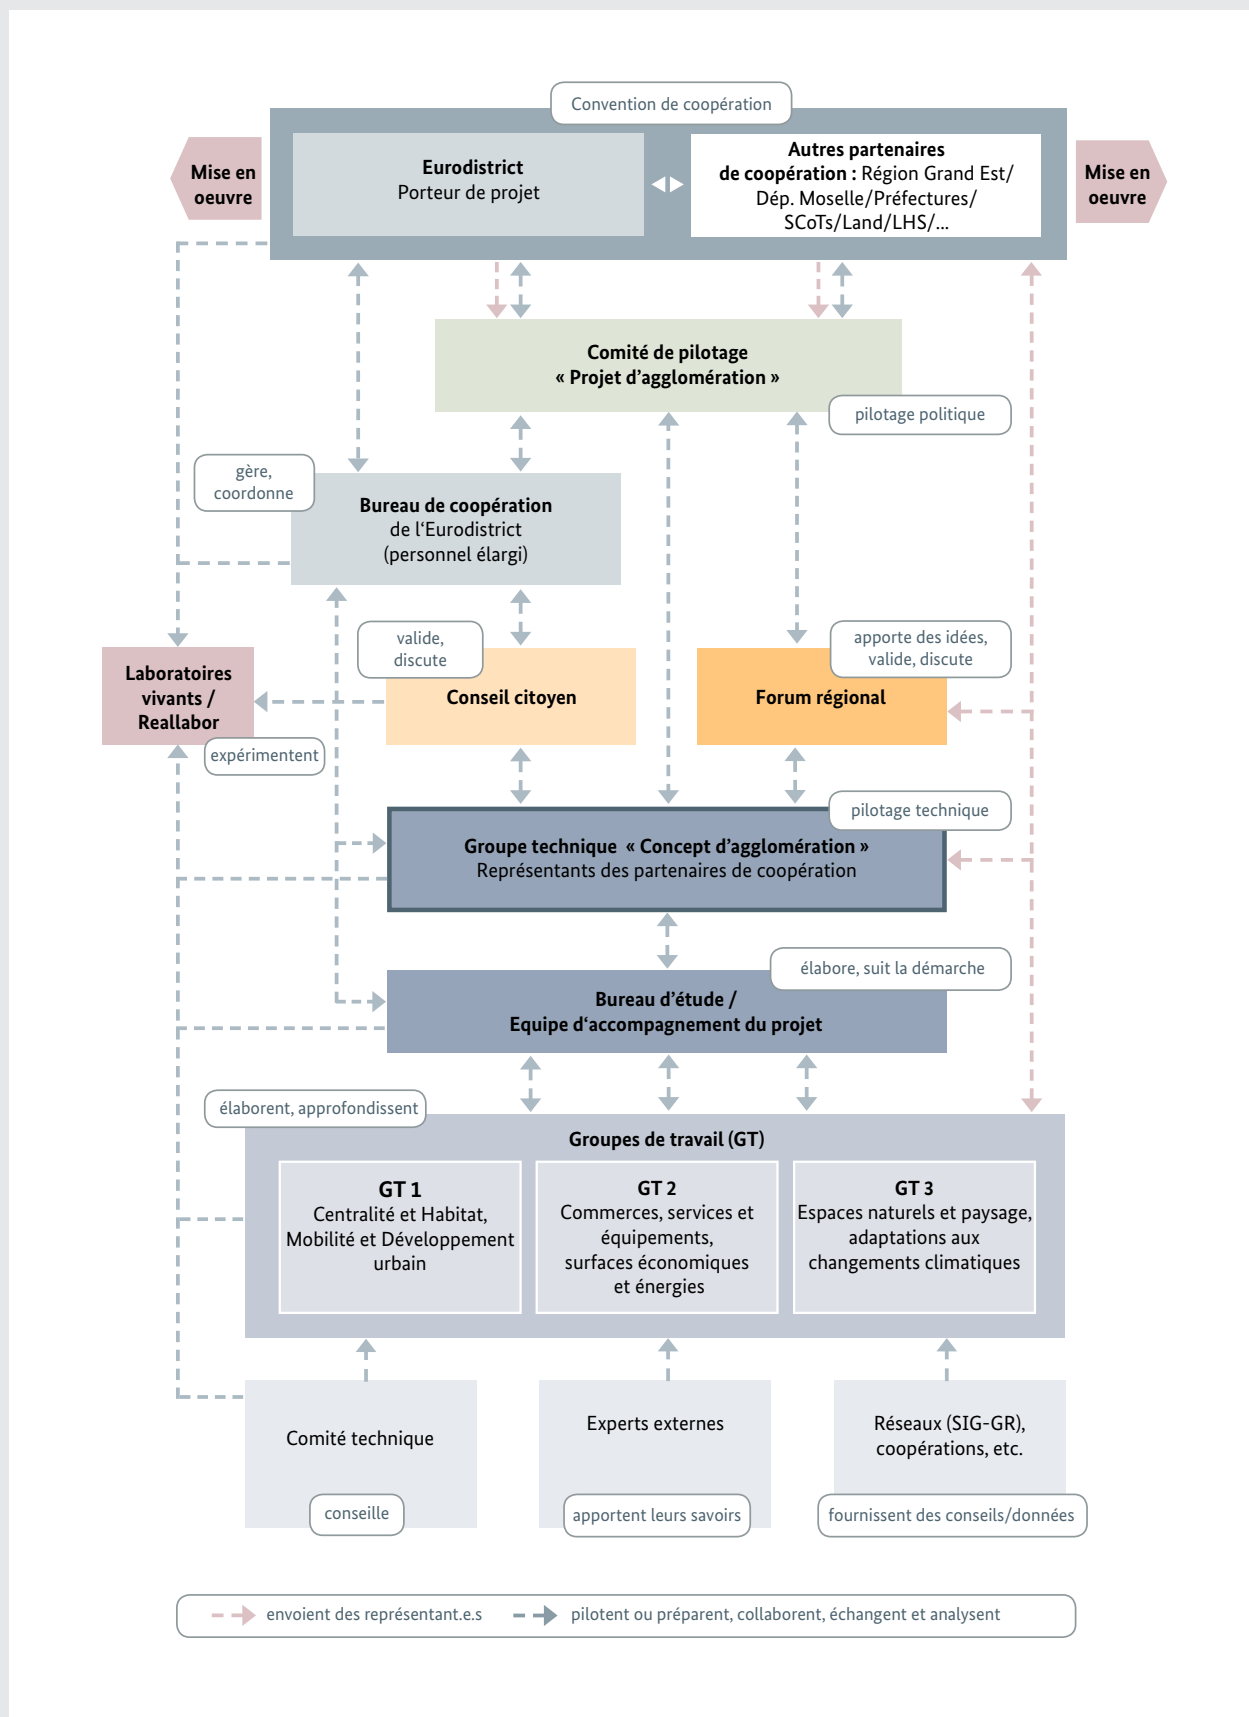 Convention de coopération
Mise en
oeuvre
Eurodistrict
Porteur de projet
Autres partenaires
de coopération : Région Grand Est/
Dép. Moselle/Préfectures/
SCoTs/Land/LHS/...
Mise en
oeuvre
Comité de pilotage
« Projet d’agglomération »
pilotage politique
gère,
coordonne
Bureau de coopération
de l‘Eurodistrict
(personnel élargi)
Laboratoires
vivants /
Reallabor
expérimentent
valide,
discute
Conseil citoyen
apporte des idées,
valide, discute
Forum régional
pilotage technique
Groupe technique « Concept d’agglomération »
Représentants des partenaires de coopération
élabore, suit la démarche
Bureau d’étude /
Equipe d‘accompagnement du projet
élaborent, approfondissent
Groupes de travail (GT)
GT 1
Centralité et Habitat,
Mobilité et Développement
urbain
GT 2
Commerces, services et
équipements,
surfaces économiques
et énergies
GT 3
Espaces naturels et paysage,
adaptations aux
changements climatiques
Comité technique
conseille
Experts externes
apportent leurs savoirs
Réseaux (SIG-GR),
coopérations, etc.
fournissent des conseils/données
envoient des représentant.e.s
pilotent ou préparent, collaborent, échangent et analysent